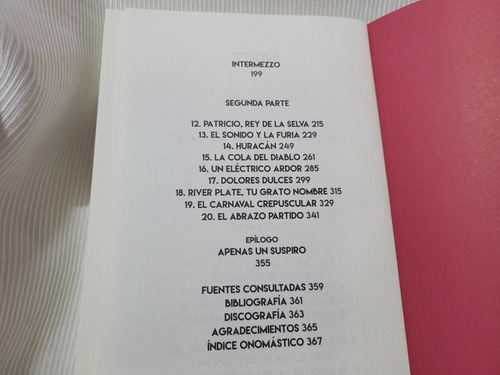 INTERMEZZO
199
SEGUNDA PARTE
12. PATRICIO, REY DE LA SELVA 215
13. EL SONIDO Y LA FURIA 229
14. HURACÁN 249
15. LA COLA DEL DIABLO 261
16. UN ELÉCTRICO ARDOR 285
17. DOLORES DULCES 299
18. RIVER PLATE, TU GRATO NOMBRE 315
19. EL CARNAVAL CREPUSCULAR 329
20. EL ABRAZO PARTIDO 341
EPÍLOGO
APENAS UN SUSPIRO
355
FUENTES CONSULTADAS 359
BIBLIOGRAFÍA 361
DISCOGRAFÍA 363
AGRADECIMIENTOS 365
ÍNDICE ONOMÁSTICO 367